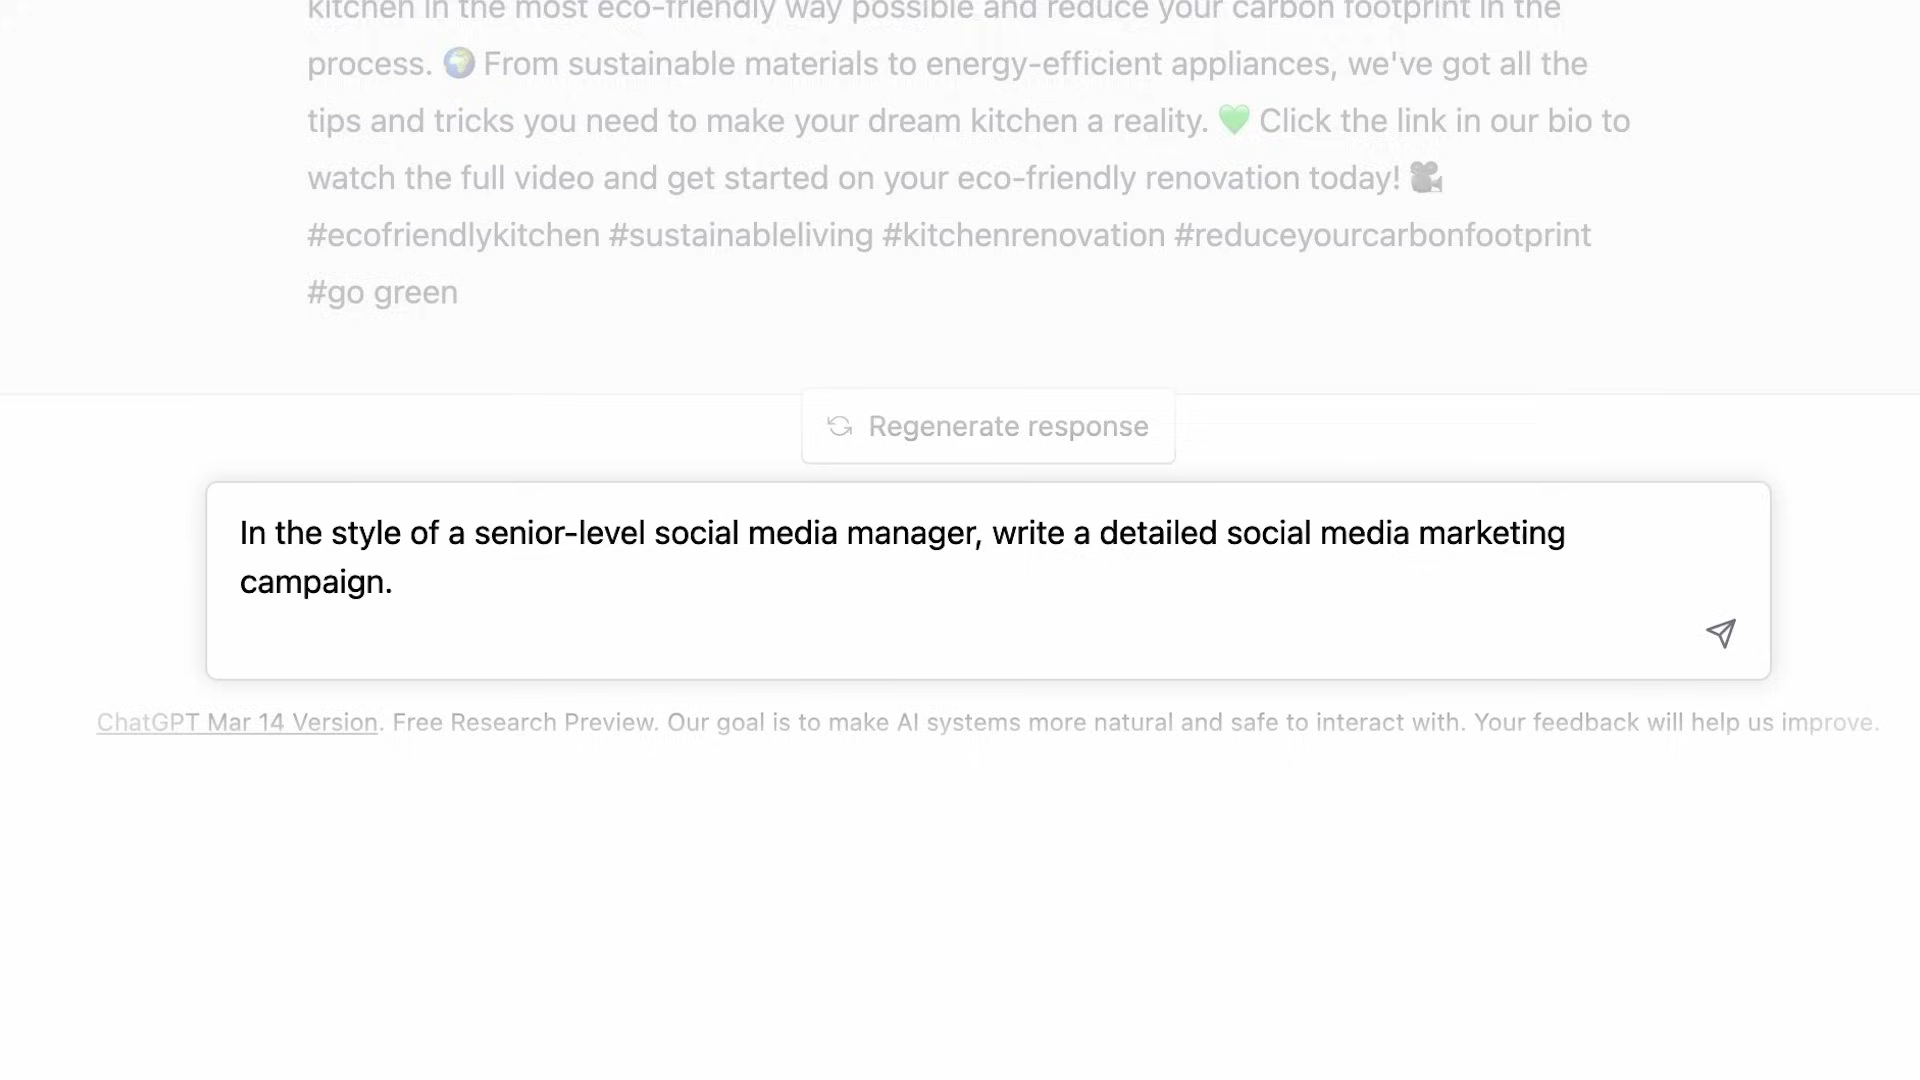 kitchen in the most eco-friendly way possible and reduce your carbon footprint in the
process. 🌍 From sustainable materials to energy-efficient appliances, we've got all the
tips and tricks you need to make your dream kitchen a reality. 💚 Click the link in our bio to
watch the full video and get started on your eco-friendly renovation today! 🎥
#ecofriendlykitchen #sustainableliving #kitchenrenovation #reduceyourcarbonfootprint
#go green
Regenerate response
In the style of a senior-level social media manager, write a detailed social media marketing
campaign.
ChatGPT Mar 14 Version. Free Research Preview. Our goal is to make AI systems more natural and safe to interact with. Your feedback will help us improve.